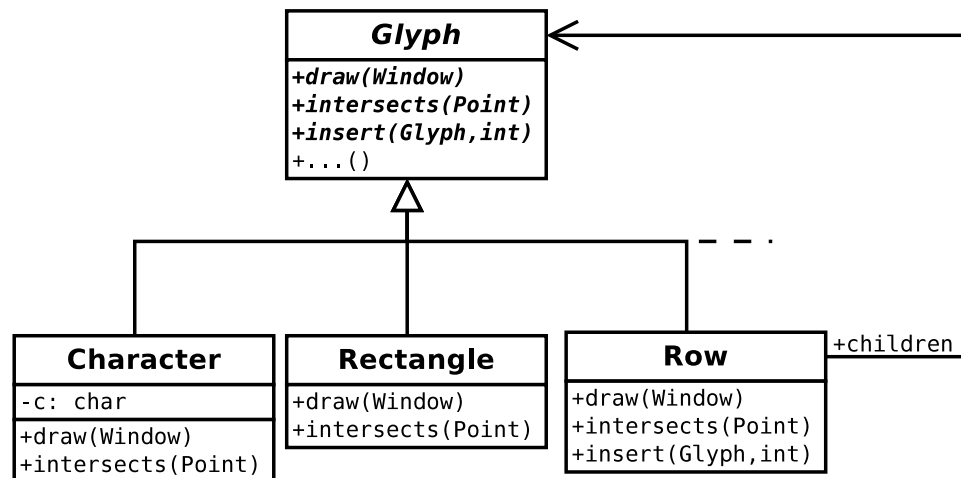 Glyph
+draw(Window)
+intersects(Point)
+insert(Glyph,int)
+...()
Character
-c: char
+draw(Window)
+intersects(Point)
Rectangle
+draw(Window)
+intersects(Point)
Row
+draw(Window)
+intersects(Point)
+insert(Glyph,int)
+children